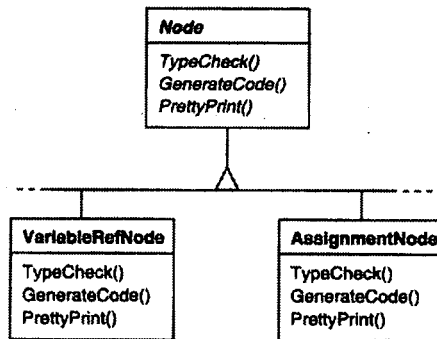 Node
TypeCheck()
GenerateCode()
PrettyPrint()
VariableRefNode
TypeCheck()
GenerateCode()
PrettyPrint()
AssignmentNode
TypeCheck()
GenerateCode()
PrettyPrint()